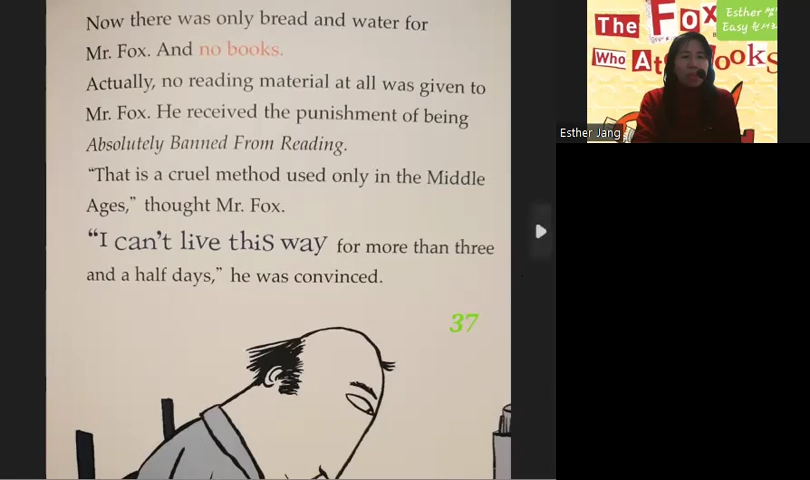 Now there was only bread and water for
Mr. Fox. And no books.
Actually, no reading material at all was given to
Mr. Fox. He received the punishment of being
Absolutely Banned From Reading.
“That is a cruel method used only in the Middle
Ages,” thought Mr. Fox.
“I can't live this way for more than three
and a half days,” he was convinced.
37
The Fox
Who Ate
Books
Esther
Easy
Esther Jang